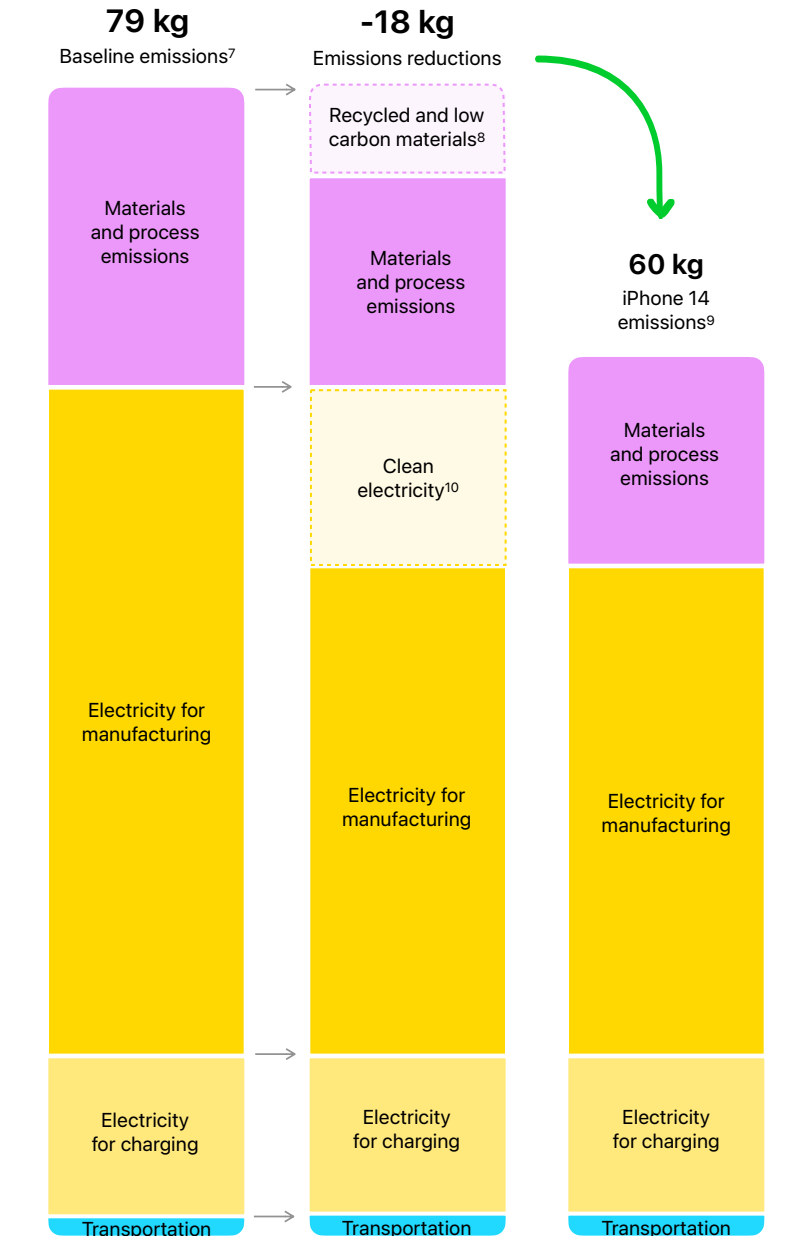 79 kg
Baseline emissions⁷
Materials
and process
emissions
Electricity for
manufacturing
Electricity
for charging
Transportation
-18 kg
Emissions reductions
Recycled and low
carbon materials⁸
Materials
and process
emissions
Clean
electricity¹⁰
Electricity for
manufacturing
Electricity
for charging
Transportation
60 kg
iPhone 14
emissions⁹
Materials
and process
emissions
Electricity for
manufacturing
Electricity
for charging
Transportation